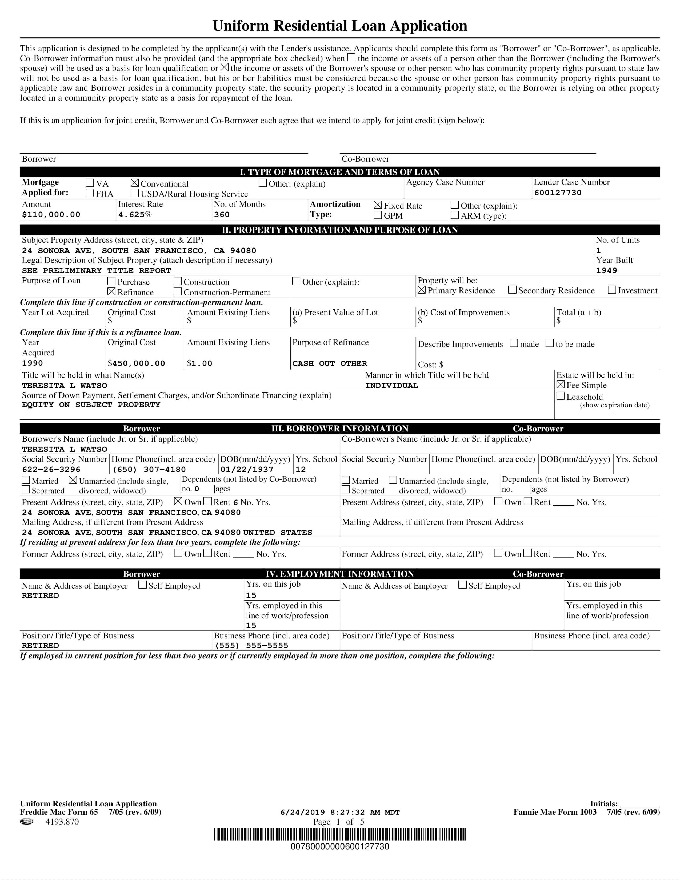 Uniform Residential Loan Application
This application is designed to be completed by the applicant(s) with the Lender's assistance. Applicants should complete this form as "Borrower" or "Co-Borrower", as applicable.
Co-Borrower information must also be provided (and the appropriate box checked) when ☐ the income or assets of a person other than the Borrower (including the Borrower's
spouse) will be used as a basis for loan qualification or ☒ the income or assets of the Borrower's spouse or other person who has community property rights pursuant to state law
will not be used as a basis for loan qualification, but his or her liabilities must be considered because the spouse or other person has community property rights pursuant to
applicable law and Borrower resides in a community property state, the security property is located in a community property state, or the Borrower is relying on other property
located in a community property state as a basis for repayment of the loan.
If this is an application for joint credit, Borrower and Co-Borrower each agree that we intend to apply for joint credit (sign below):
Borrower Co-Borrower
I. TYPE OF MORTGAGE AND TERMS OF LOAN
Mortgage ☐ VA ☒ Conventional ☐ Other: (explain) Agency Case Number Lender Case Number
Applied for: ☐ FHA ☐ USDA/Rural Housing Service 600127730
Amount Interest Rate No. of Months Amortization ☒ Fixed Rate ☐ Other (explain):
$110,000.00 4.625% 360 Type: ☐ GPM ☐ ARM (type):
II. PROPERTY INFORMATION AND PURPOSE OF LOAN
Subject Property Address (street, city, state & ZIP) No. of Units
24 SONORA AVE, SOUTH SAN FRANCISCO, CA 94080 1
Legal Description of Subject Property (attach description if necessary) Year Built
SEE PRELIMINARY TITLE REPORT 1949
Purpose of Loan ☐ Purchase ☐ Construction ☐ Other (explain): Property will be:
☒ Refinance ☐ Construction-Permanent ☒ Primary Residence ☐ Secondary Residence ☐ Investment
Complete this line if construction or construction-permanent loan.
Year Lot Acquired Original Cost Amount Existing Liens (a) Present Value of Lot (b) Cost of Improvements Total (a + b)
$ $ $ $ $
Complete this line if this is a refinance loan.
Year Original Cost Amount Existing Liens Purpose of Refinance Describe Improvements ☐ made ☐ to be made
Acquired
1990 $450,000.00 $1.00 CASH OUT OTHER Cost: $
Title will be held in what Name(s) Manner in which Title will be held Estate will be held in:
TERESITA L WATSO INDIVIDUAL ☒ Fee Simple
Source of Down Payment, Settlement Charges, and/or Subordinate Financing (explain) ☐ Leasehold
EQUITY ON SUBJECT PROPERTY (show expiration date)
Borrower III. BORROWER INFORMATION Co-Borrower
Borrower's Name (include Jr. or Sr. if applicable) Co-Borrower's Name (include Jr. or Sr. if applicable)
TERESITA L WATSO
Social Security Number Home Phone(incl. area code) DOB(mm/dd/yyyy) Yrs. School Social Security Number Home Phone(incl. area code) DOB(mm/dd/yyyy) Yrs. School
622-26-3296 (650) 307-4180 01/22/1937 12
☐ Married ☒ Unmarried (include single, Dependents (not listed by Co-Borrower) ☐ Married ☐ Unmarried (include single, Dependents (not listed by Borrower)
☐ Separated divorced, widowed) no. 0 ages ☐ Separated divorced, widowed) no. ages
Present Address (street, city, state, ZIP) ☒ Own ☐ Rent 6 No. Yrs. Present Address (street, city, state, ZIP) ☐ Own ☐ Rent ____ No. Yrs.
24 SONORA AVE, SOUTH SAN FRANCISCO, CA 94080
Mailing Address, if different from Present Address Mailing Address, if different from Present Address
24 SONORA AVE, SOUTH SAN FRANCISCO, CA 94080 UNITED STATES
If residing at present address for less than two years, complete the following:
Former Address (street, city, state, ZIP) ☐ Own ☐ Rent ____ No. Yrs. Former Address (street, city, state, ZIP) ☐ Own ☐ Rent ____ No. Yrs.
Borrower IV. EMPLOYMENT INFORMATION Co-Borrower
Name & Address of Employer ☐ Self Employed Yrs. on this job Name & Address of Employer ☐ Self Employed Yrs. on this job
RETIRED 15
Yrs. employed in this Yrs. employed in this
line of work/profession line of work/profession
15
Position/Title/Type of Business Business Phone (incl. area code) Position/Title/Type of Business Business Phone (incl. area code)
RETIRED (555) 555-5555
If employed in current position for less than two years or if currently employed in more than one position, complete the following:
Uniform Residential Loan Application Initials:
Freddie Mac Form 65 7/05 (rev. 6/09) 6/24/2019 8:27:32 AM MDT Fannie Mae Form 1003 7/05 (rev. 6/09)
4193.870 Page 1 of 5
00780000000600127730